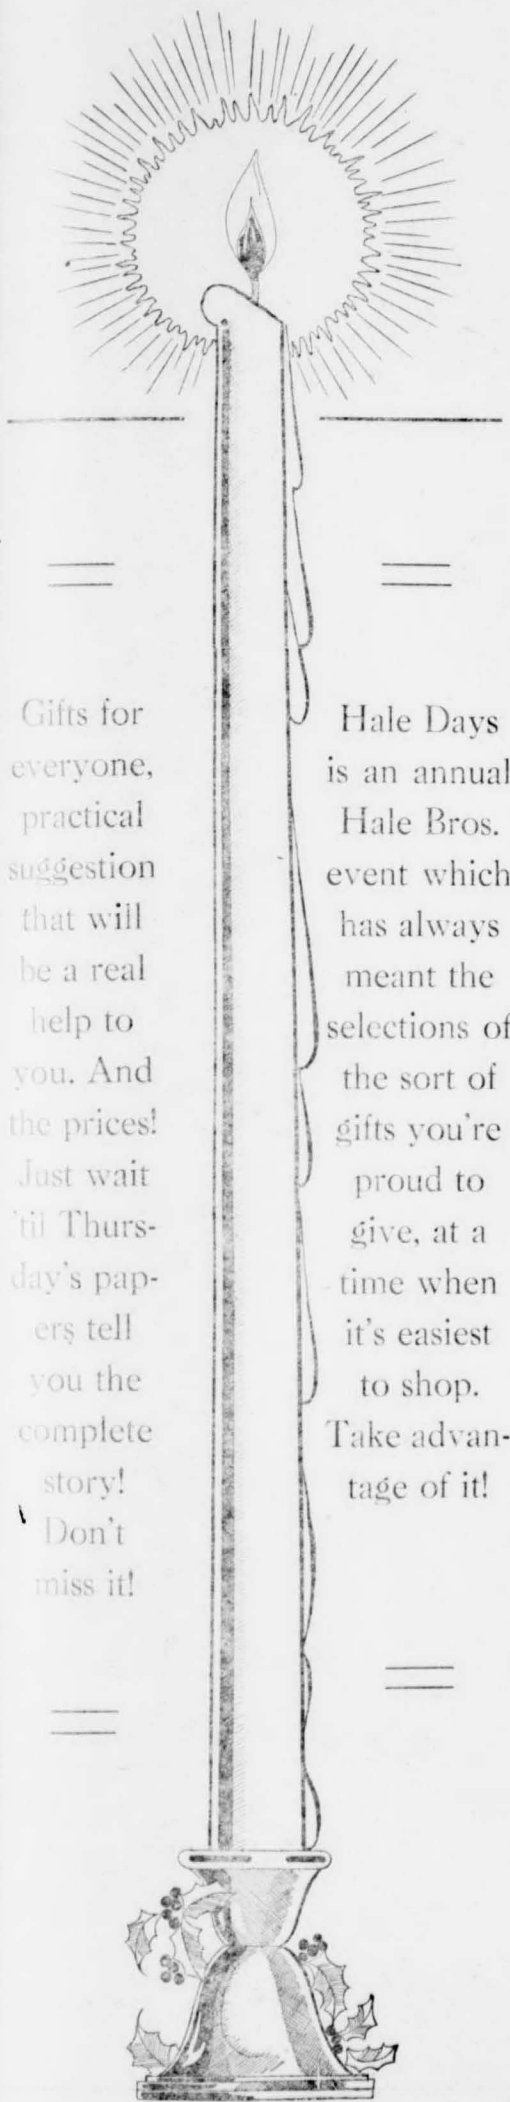 Gifts for
everyone,
practical
suggestion
that will
be a real
help to
you. And
the prices!
Just wait
'til Thurs-
day's pap-
ers tell
you the
complete
story!
Don't
miss it!
Hale Days
is an annual
Hale Bros.
event which
has always
meant the
selections of
the sort of
gifts you're
proud to
give, at a
time when
it's easiest
to shop.
Take advan-
tage of it!